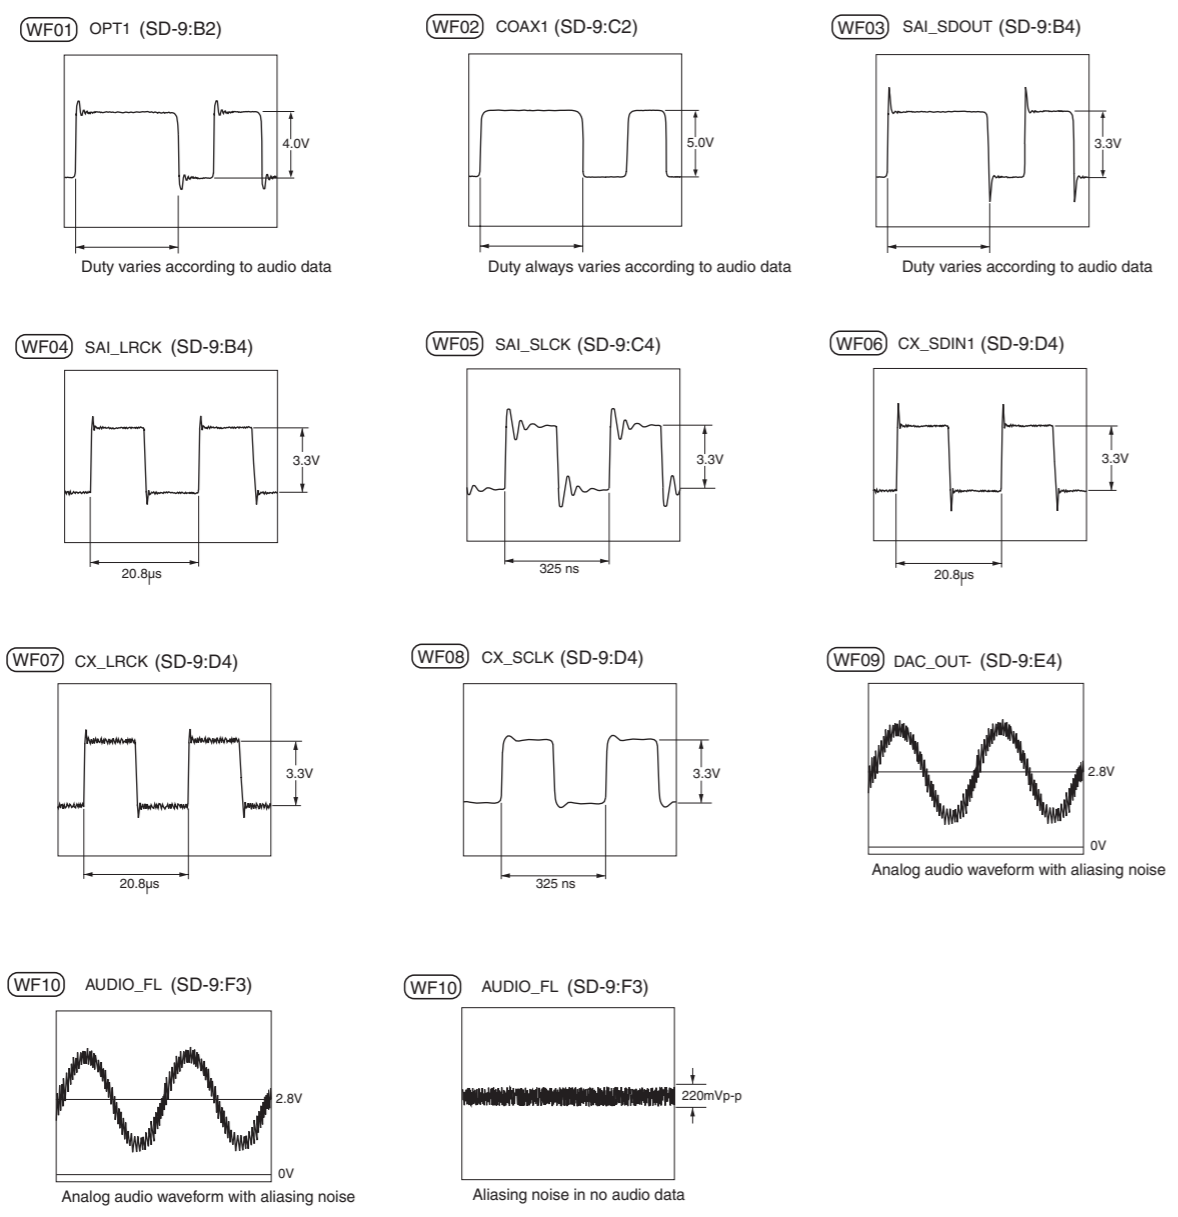 WF01 OPT1 (SD-9:B2)
4.0V
Duty varies according to audio data
WF02 COAX1 (SD-9:C2)
5.0V
Duty always varies according to audio data
WF03 SAI_SDOUT (SD-9:B4)
3.3V
Duty varies according to audio data
WF04 SAI_LRCK (SD-9:B4)
3.3V
20.8µs
WF05 SAI_SLCK (SD-9:C4)
3.3V
325 ns
WF06 CX_SDIN1 (SD-9:D4)
3.3V
20.8µs
WF07 CX_LRCK (SD-9:D4)
3.3V
20.8µs
WF08 CX_SCLK (SD-9:D4)
3.3V
325 ns
WF09 DAC_OUT- (SD-9:E4)
2.8V
0V
Analog audio waveform with aliasing noise
WF10 AUDIO_FL (SD-9:F3)
2.8V
0V
Analog audio waveform with aliasing noise
WF10 AUDIO_FL (SD-9:F3)
220mVp-p
Aliasing noise in no audio data